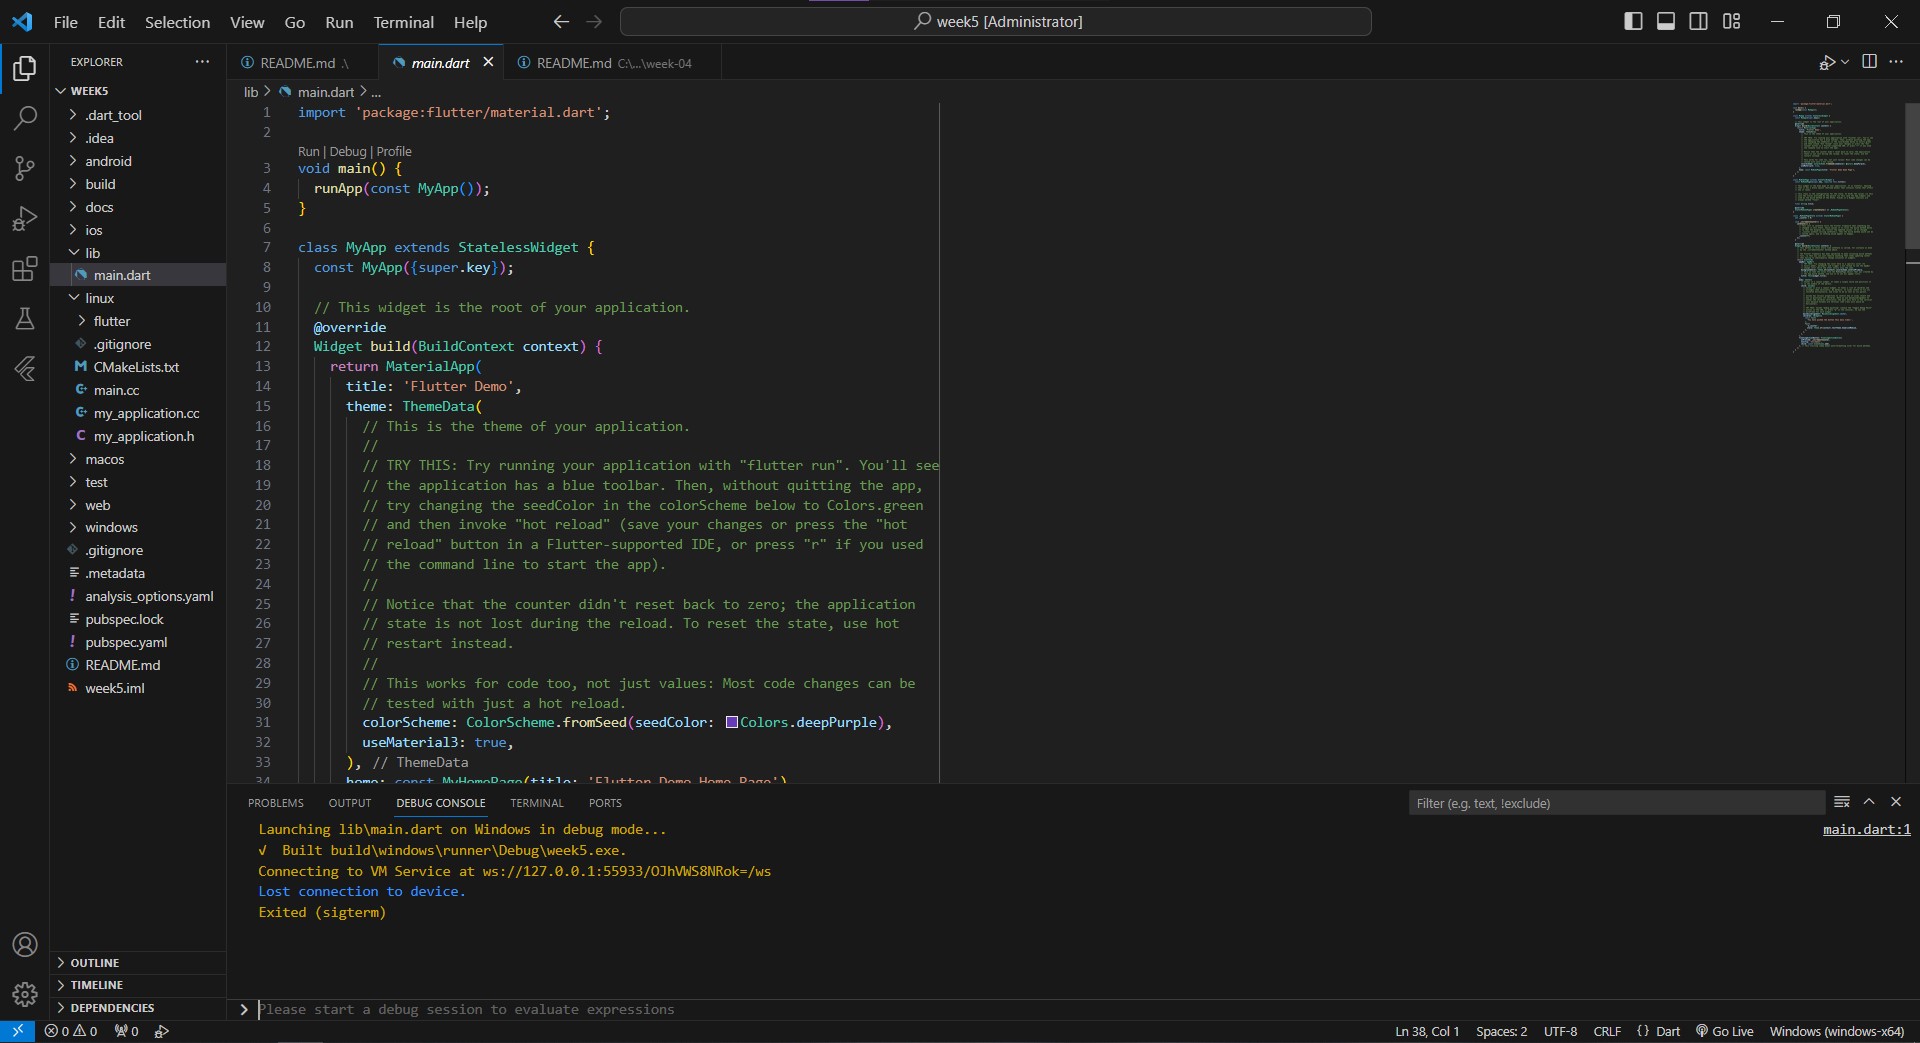 File Edit Selection View Go Run Terminal Help
week5 [Administrator]
EXPLORER
README.md .\
main.dart
README.md C:\...\week-04
WEEK5
.dart_tool
.idea
android
build
docs
ios
lib
main.dart
linux
flutter
.gitignore
CMakeLists.txt
main.cc
my_application.cc
my_application.h
macos
test
web
windows
.gitignore
.metadata
analysis_options.yaml
pubspec.lock
pubspec.yaml
README.md
week5.iml
OUTLINE
TIMELINE
DEPENDENCIES
lib > main.dart > ...
1 import 'package:flutter/material.dart';
2
Run | Debug | Profile
3 void main() {
4 runApp(const MyApp());
5 }
6
7 class MyApp extends StatelessWidget {
8 const MyApp({super.key});
9
10 // This widget is the root of your application.
11 @override
12 Widget build(BuildContext context) {
13 return MaterialApp(
14 title: 'Flutter Demo',
15 theme: ThemeData(
16 // This is the theme of your application.
17 //
18 // TRY THIS: Try running your application with "flutter run". You'll see
19 // the application has a blue toolbar. Then, without quitting the app,
20 // try changing the seedColor in the colorScheme below to Colors.green
21 // and then invoke "hot reload" (save your changes or press the "hot
22 // reload" button in a Flutter-supported IDE, or press "r" if you used
23 // the command line to start the app).
24 //
25 // Notice that the counter didn't reset back to zero; the application
26 // state is not lost during the reload. To reset the state, use hot
27 // restart instead.
28 //
29 // This works for code too, not just values: Most code changes can be
30 // tested with just a hot reload.
31 colorScheme: ColorScheme.fromSeed(seedColor: Colors.deepPurple),
32 useMaterial3: true,
33 ), // ThemeData
34 home: const MyHomePage(title: 'Flutter Demo Home Page')
PROBLEMS OUTPUT DEBUG CONSOLE TERMINAL PORTS
Filter (e.g. text, !exclude)
Launching lib\main.dart on Windows in debug mode...
main.dart:1
√ Built build\windows\runner\Debug\week5.exe.
Connecting to VM Service at ws://127.0.0.1:55933/OJhVWS8NRok=/ws
Lost connection to device.
Exited (sigterm)
Please start a debug session to evaluate expressions
0 0 0
Ln 38, Col 1 Spaces: 2 UTF-8 CRLF {} Dart Go Live Windows (windows-x64)